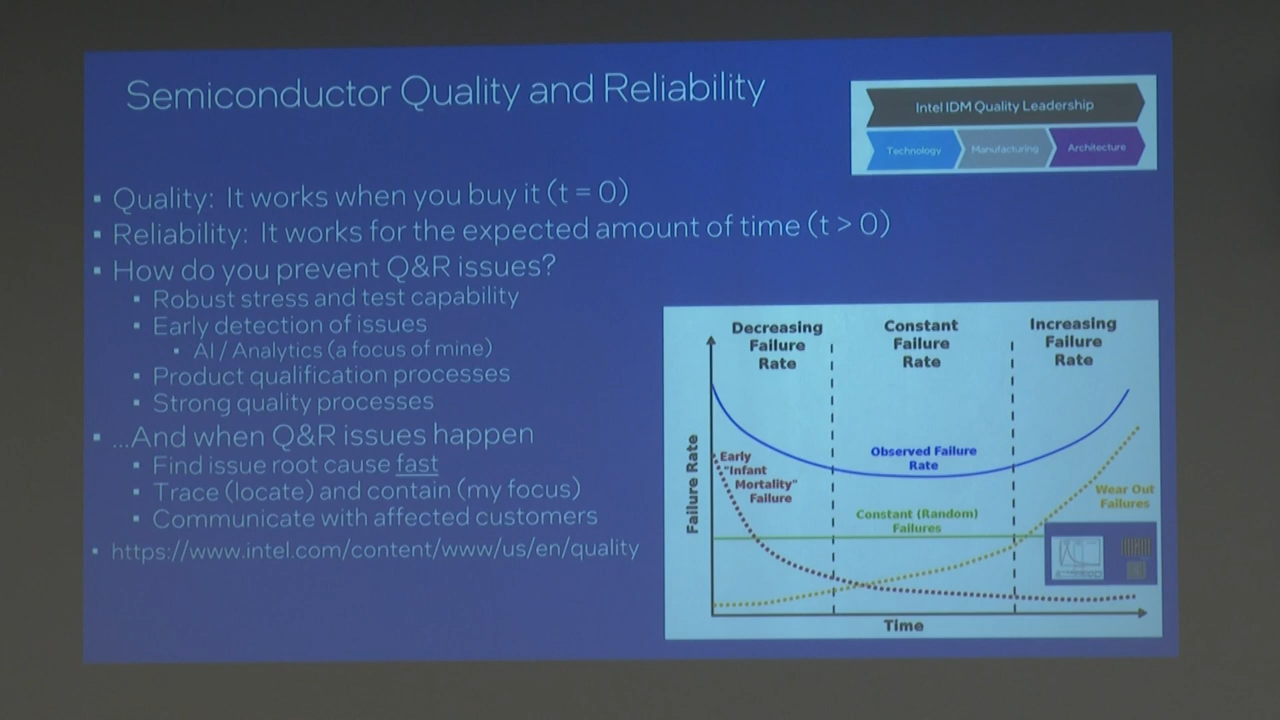 Semiconductor Quality and Reliability
Intel IDM Quality Leadership
Technology
Manufacturing
Architecture
▪ Quality: It works when you buy it (t = 0)
▪ Reliability: It works for the expected amount of time (t > 0)
▪ How do you prevent Q&R issues?
▪ Robust stress and test capability
▪ Early detection of issues
▪ AI / Analytics (a focus of mine)
▪ Product qualification processes
▪ Strong quality processes
▪ ...And when Q&R issues happen
▪ Find issue root cause fast
▪ Trace (locate) and contain (my focus)
▪ Communicate with affected customers
▪ https://www.intel.com/content/www/us/en/quality
Decreasing
Failure
Rate
Constant
Failure
Rate
Increasing
Failure
Rate
Failure Rate
Early
"Infant
Mortality"
Failure
Observed Failure
Rate
Constant (Random)
Failures
Wear Out
Failures
Time